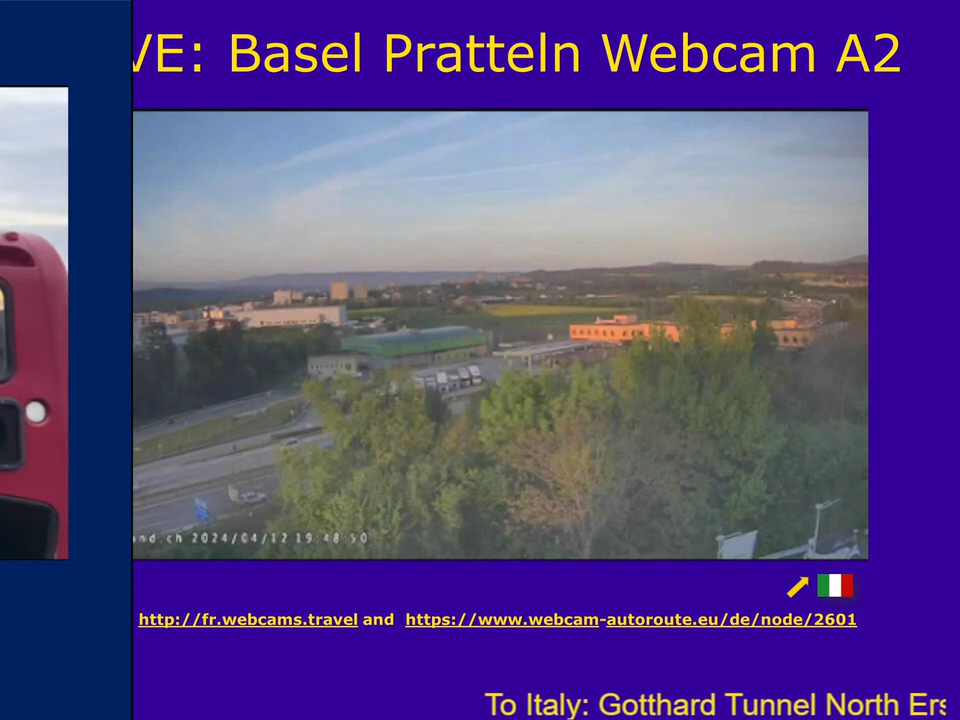 VE: Basel Pratteln Webcam A2
nd.ch 2024/04/12 19:48:50
http://fr.webcams.travel and https://www.webcam-autoroute.eu/de/node/2601
To Italy: Gotthard Tunnel North Ers